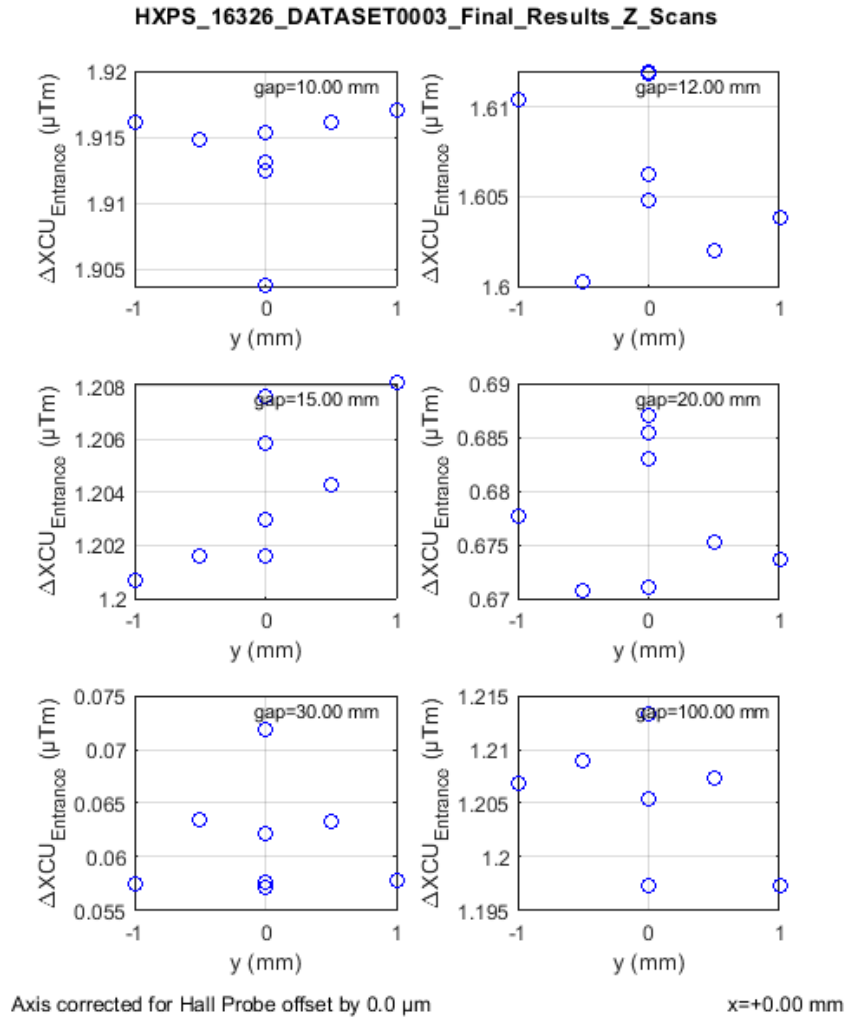 HXPS_16326_DATASET0003_Final_Results_Z_Scans
gap=10.00 mm
1.92
1.915
1.91
1.905
ΔXCU_Entrance (μTm)
-1 0 1
y (mm)
gap=12.00 mm
1.61
1.605
1.6
ΔXCU_Entrance (μTm)
-1 0 1
y (mm)
gap=15.00 mm
1.208
1.206
1.204
1.202
1.2
ΔXCU_Entrance (μTm)
-1 0 1
y (mm)
gap=20.00 mm
0.69
0.685
0.68
0.675
0.67
ΔXCU_Entrance (μTm)
-1 0 1
y (mm)
gap=30.00 mm
0.075
0.07
0.065
0.06
0.055
ΔXCU_Entrance (μTm)
-1 0 1
y (mm)
gap=100.00 mm
1.215
1.21
1.205
1.2
1.195
ΔXCU_Entrance (μTm)
-1 0 1
y (mm)
Axis corrected for Hall Probe offset by 0.0 μm
x=+0.00 mm